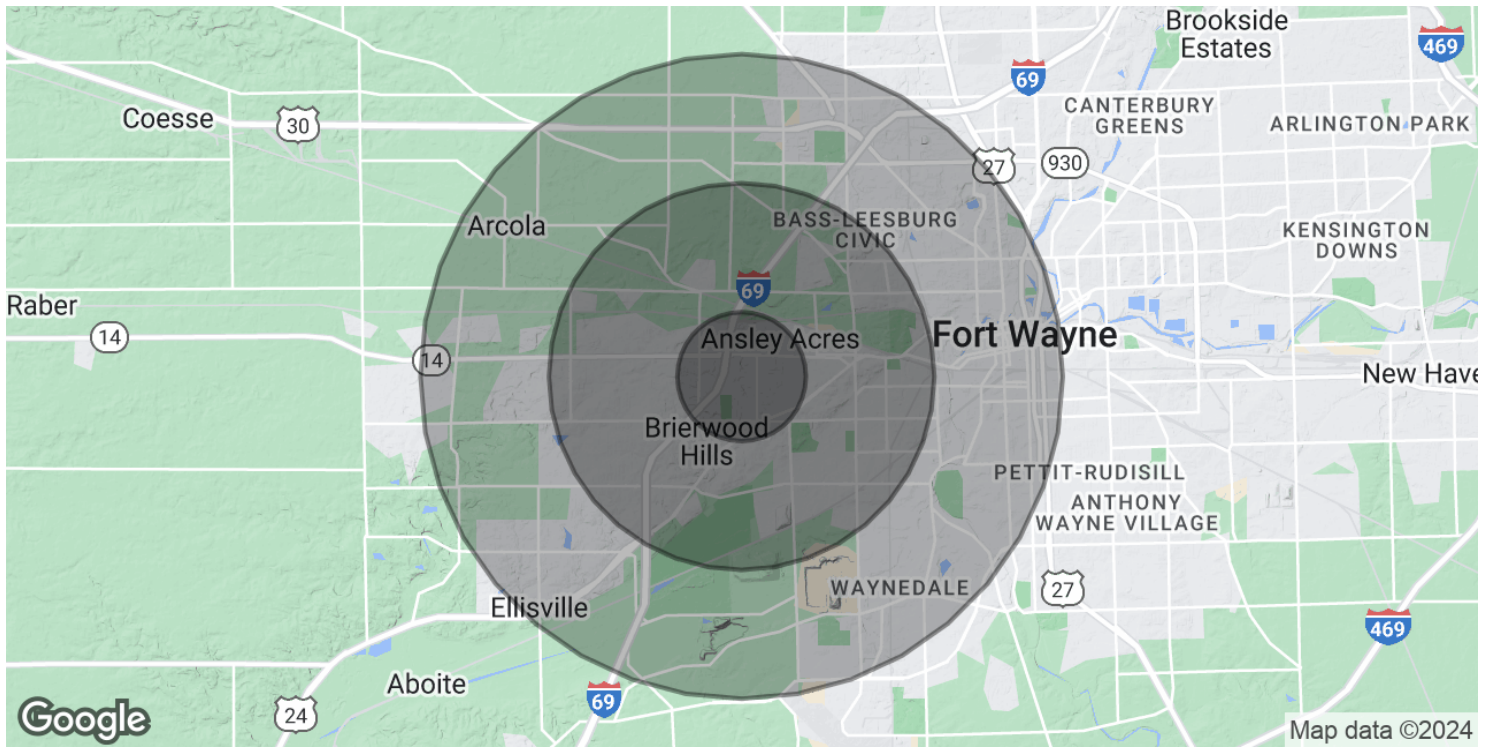 Brookside
Estates
469
69
Coesse
30
CANTERBURY
GREENS
ARLINGTON PARK
27
930
Arcola
BASS-LEESBURG
CIVIC
KENSINGTON
DOWNS
69
Raber
14
Ansley Acres
Fort Wayne
14
New Have
Brierwood
Hills
PETTIT-RUDISILL
ANTHONY
WAYNE VILLAGE
WAYNEDALE
27
Ellisville
469
Aboite
69
24
Google
Map data ©2024